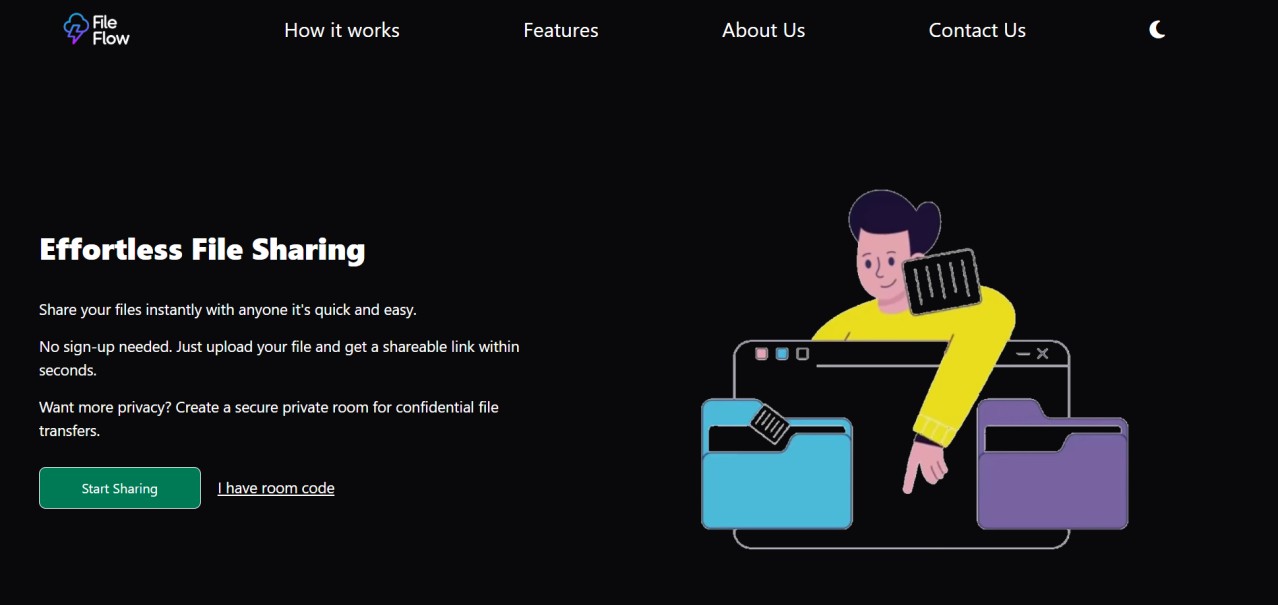 File
Flow
How it works
Features
About Us
Contact Us
Effortless File Sharing
Share your files instantly with anyone it's quick and easy.
No sign-up needed. Just upload your file and get a shareable link within
seconds.
Want more privacy? Create a secure private room for confidential file
transfers.
Start Sharing
I have room code